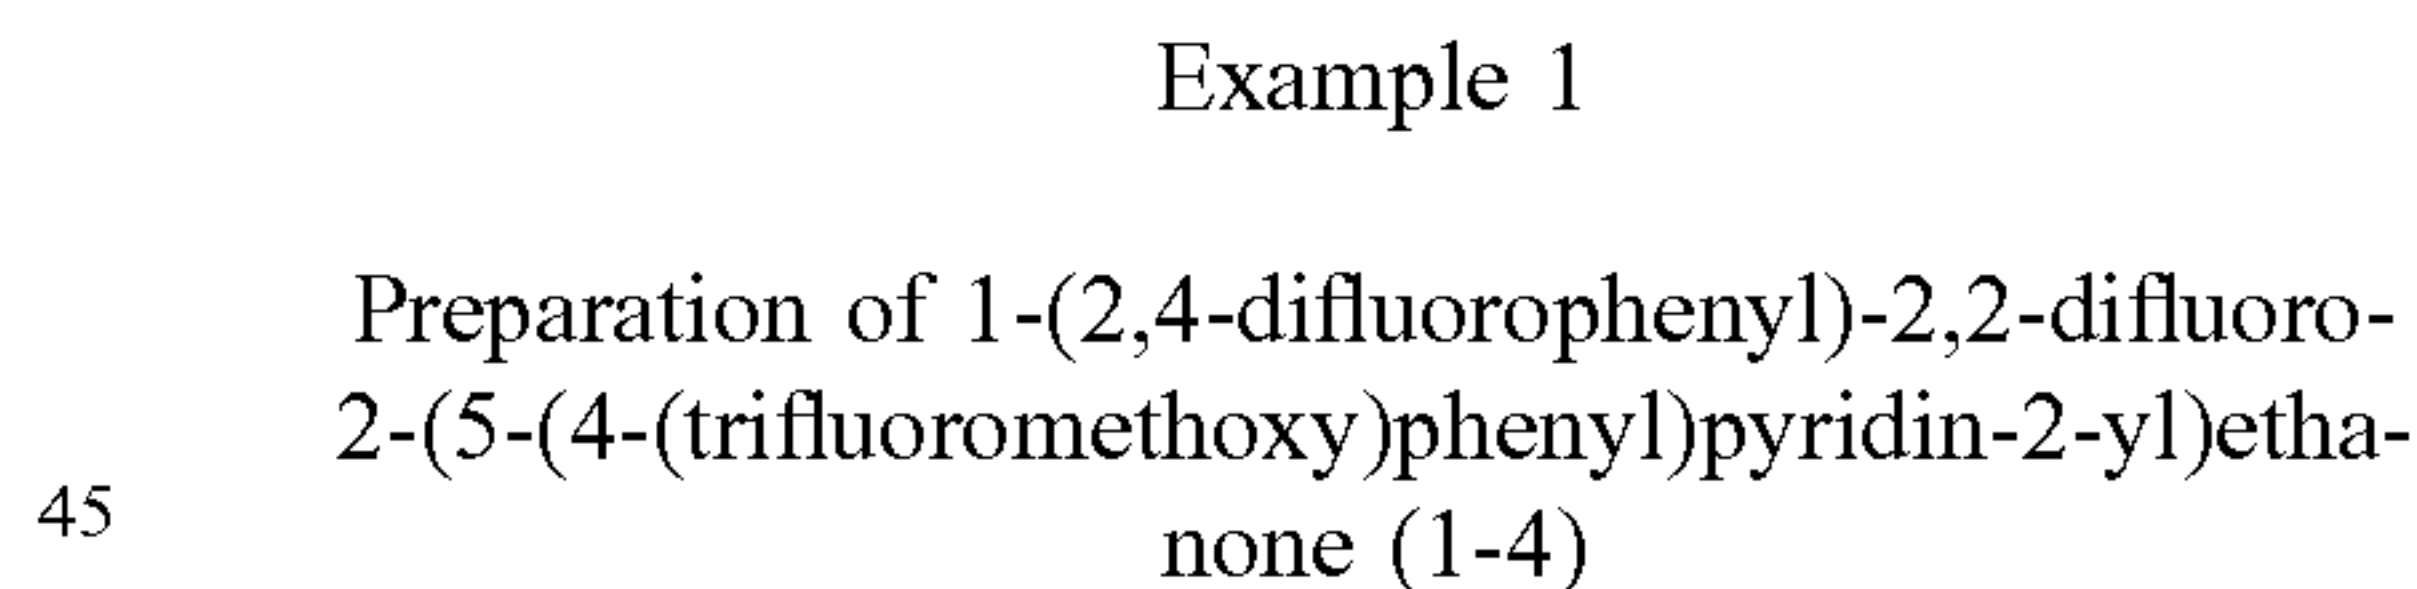 Example 1
Preparation of 1-(2,4-difluorophenyl)-2,2-difluoro-
2-(5-(4-(trifluoromethoxy)phenyl)pyridin-2-yl)etha-
45
none (1-4)